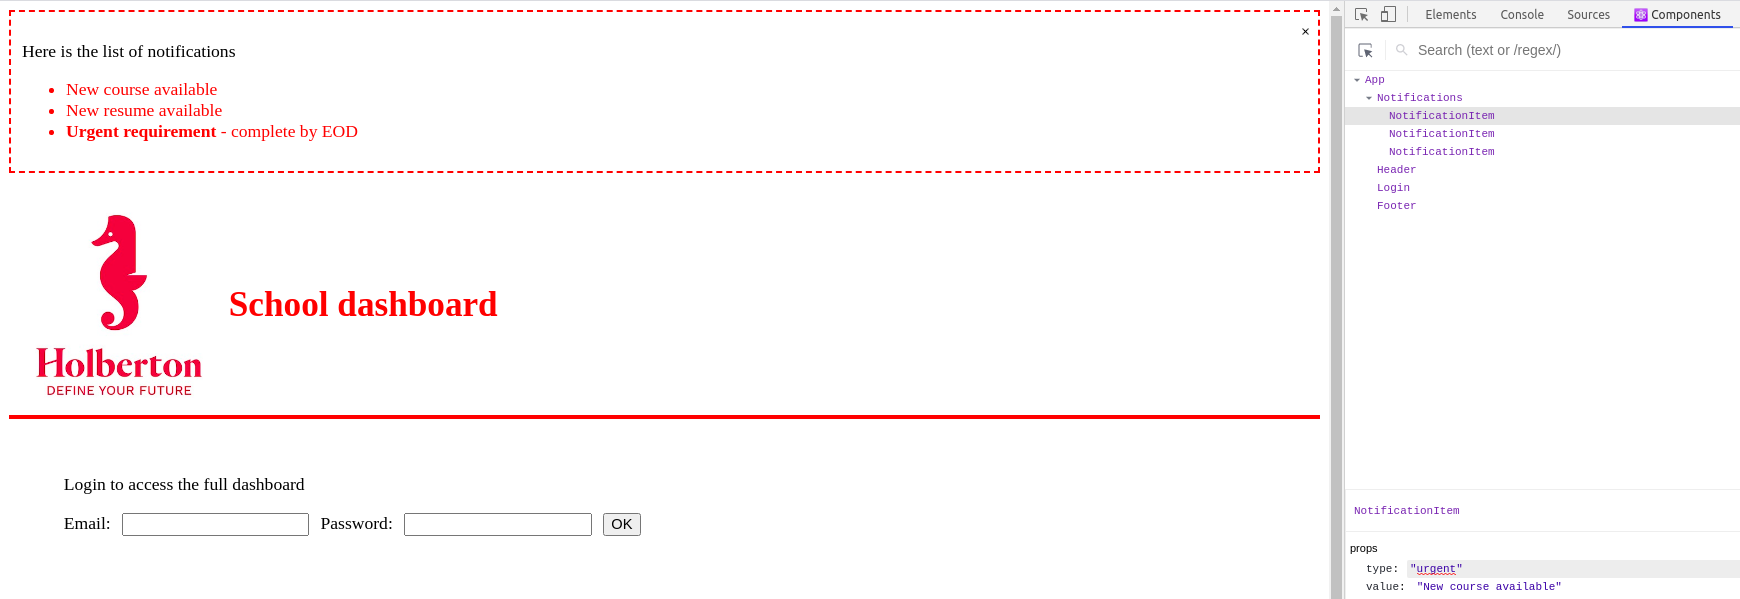 ×
Here is the list of notifications
New course available
New resume available
Urgent requirement - complete by EOD
Holberton
DEFINE YOUR FUTURE
School dashboard
Login to access the full dashboard
Email: Password: OK
Elements Console Sources Components
Search (text or /regex/)
App
Notifications
NotificationItem
NotificationItem
NotificationItem
Header
Login
Footer
NotificationItem
props
type: "urgent"
value: "New course available"